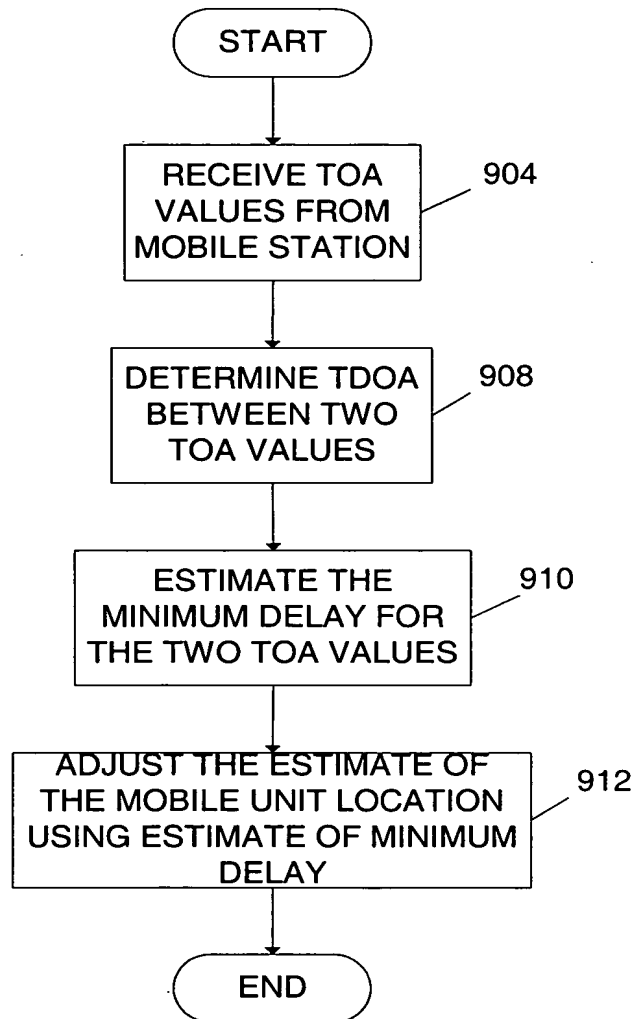 START
RECEIVE TOA
VALUES FROM
MOBILE STATION
904
DETERMINE TDOA
BETWEEN TWO
TOA VALUES
908
ESTIMATE THE
MINIMUM DELAY FOR
THE TWO TOA VALUES
910
ADJUST THE ESTIMATE OF
THE MOBILE UNIT LOCATION
USING ESTIMATE OF MINIMUM
DELAY
912
END